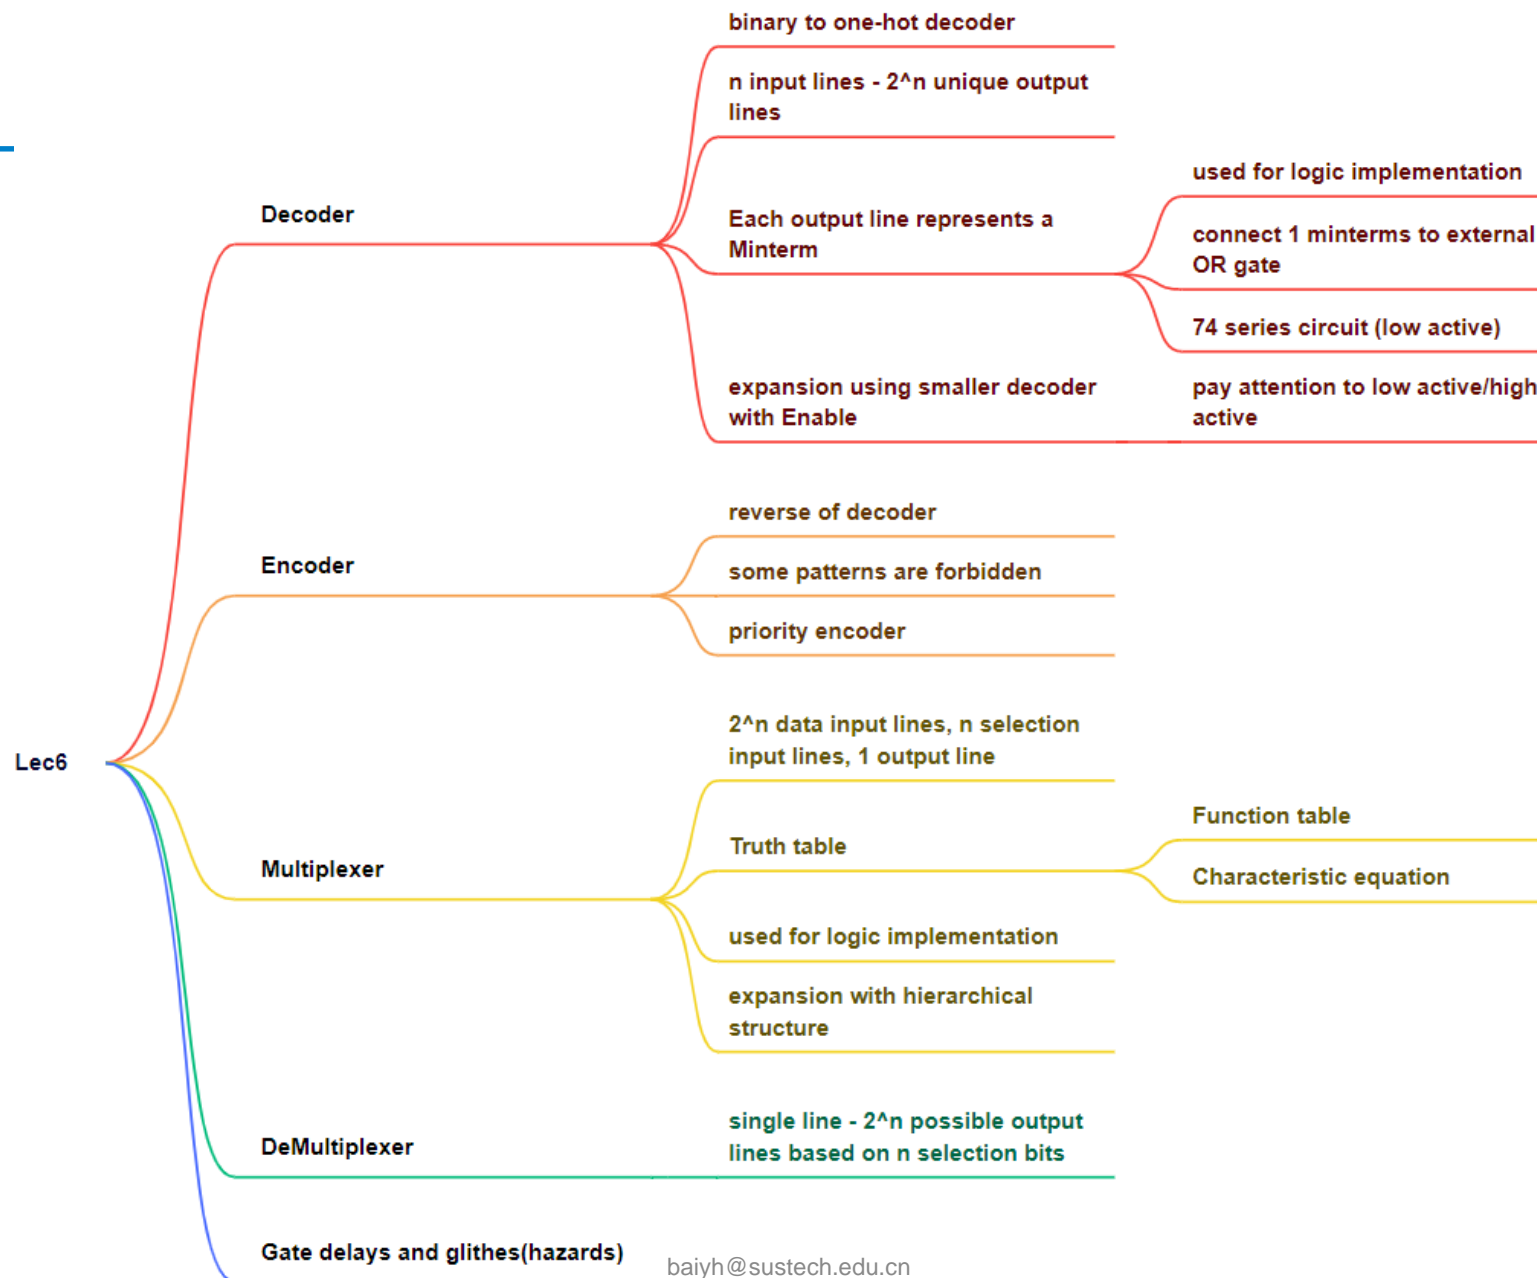 binary to one-hot decoder
n input lines - 2^n unique output
lines
Decoder
Each output line represents a
Minterm
used for logic implementation
connect 1 minterms to external
OR gate
74 series circuit (low active)
expansion using smaller decoder
with Enable
pay attention to low active/high
active
Encoder
reverse of decoder
some patterns are forbidden
priority encoder
Lec6
Multiplexer
2^n data input lines, n selection
input lines, 1 output line
Truth table
Function table
Characteristic equation
used for logic implementation
expansion with hierarchical
structure
DeMultiplexer
single line - 2^n possible output
lines based on n selection bits
Gate delays and glithes(hazards)
baiyh@sustech.edu.cn